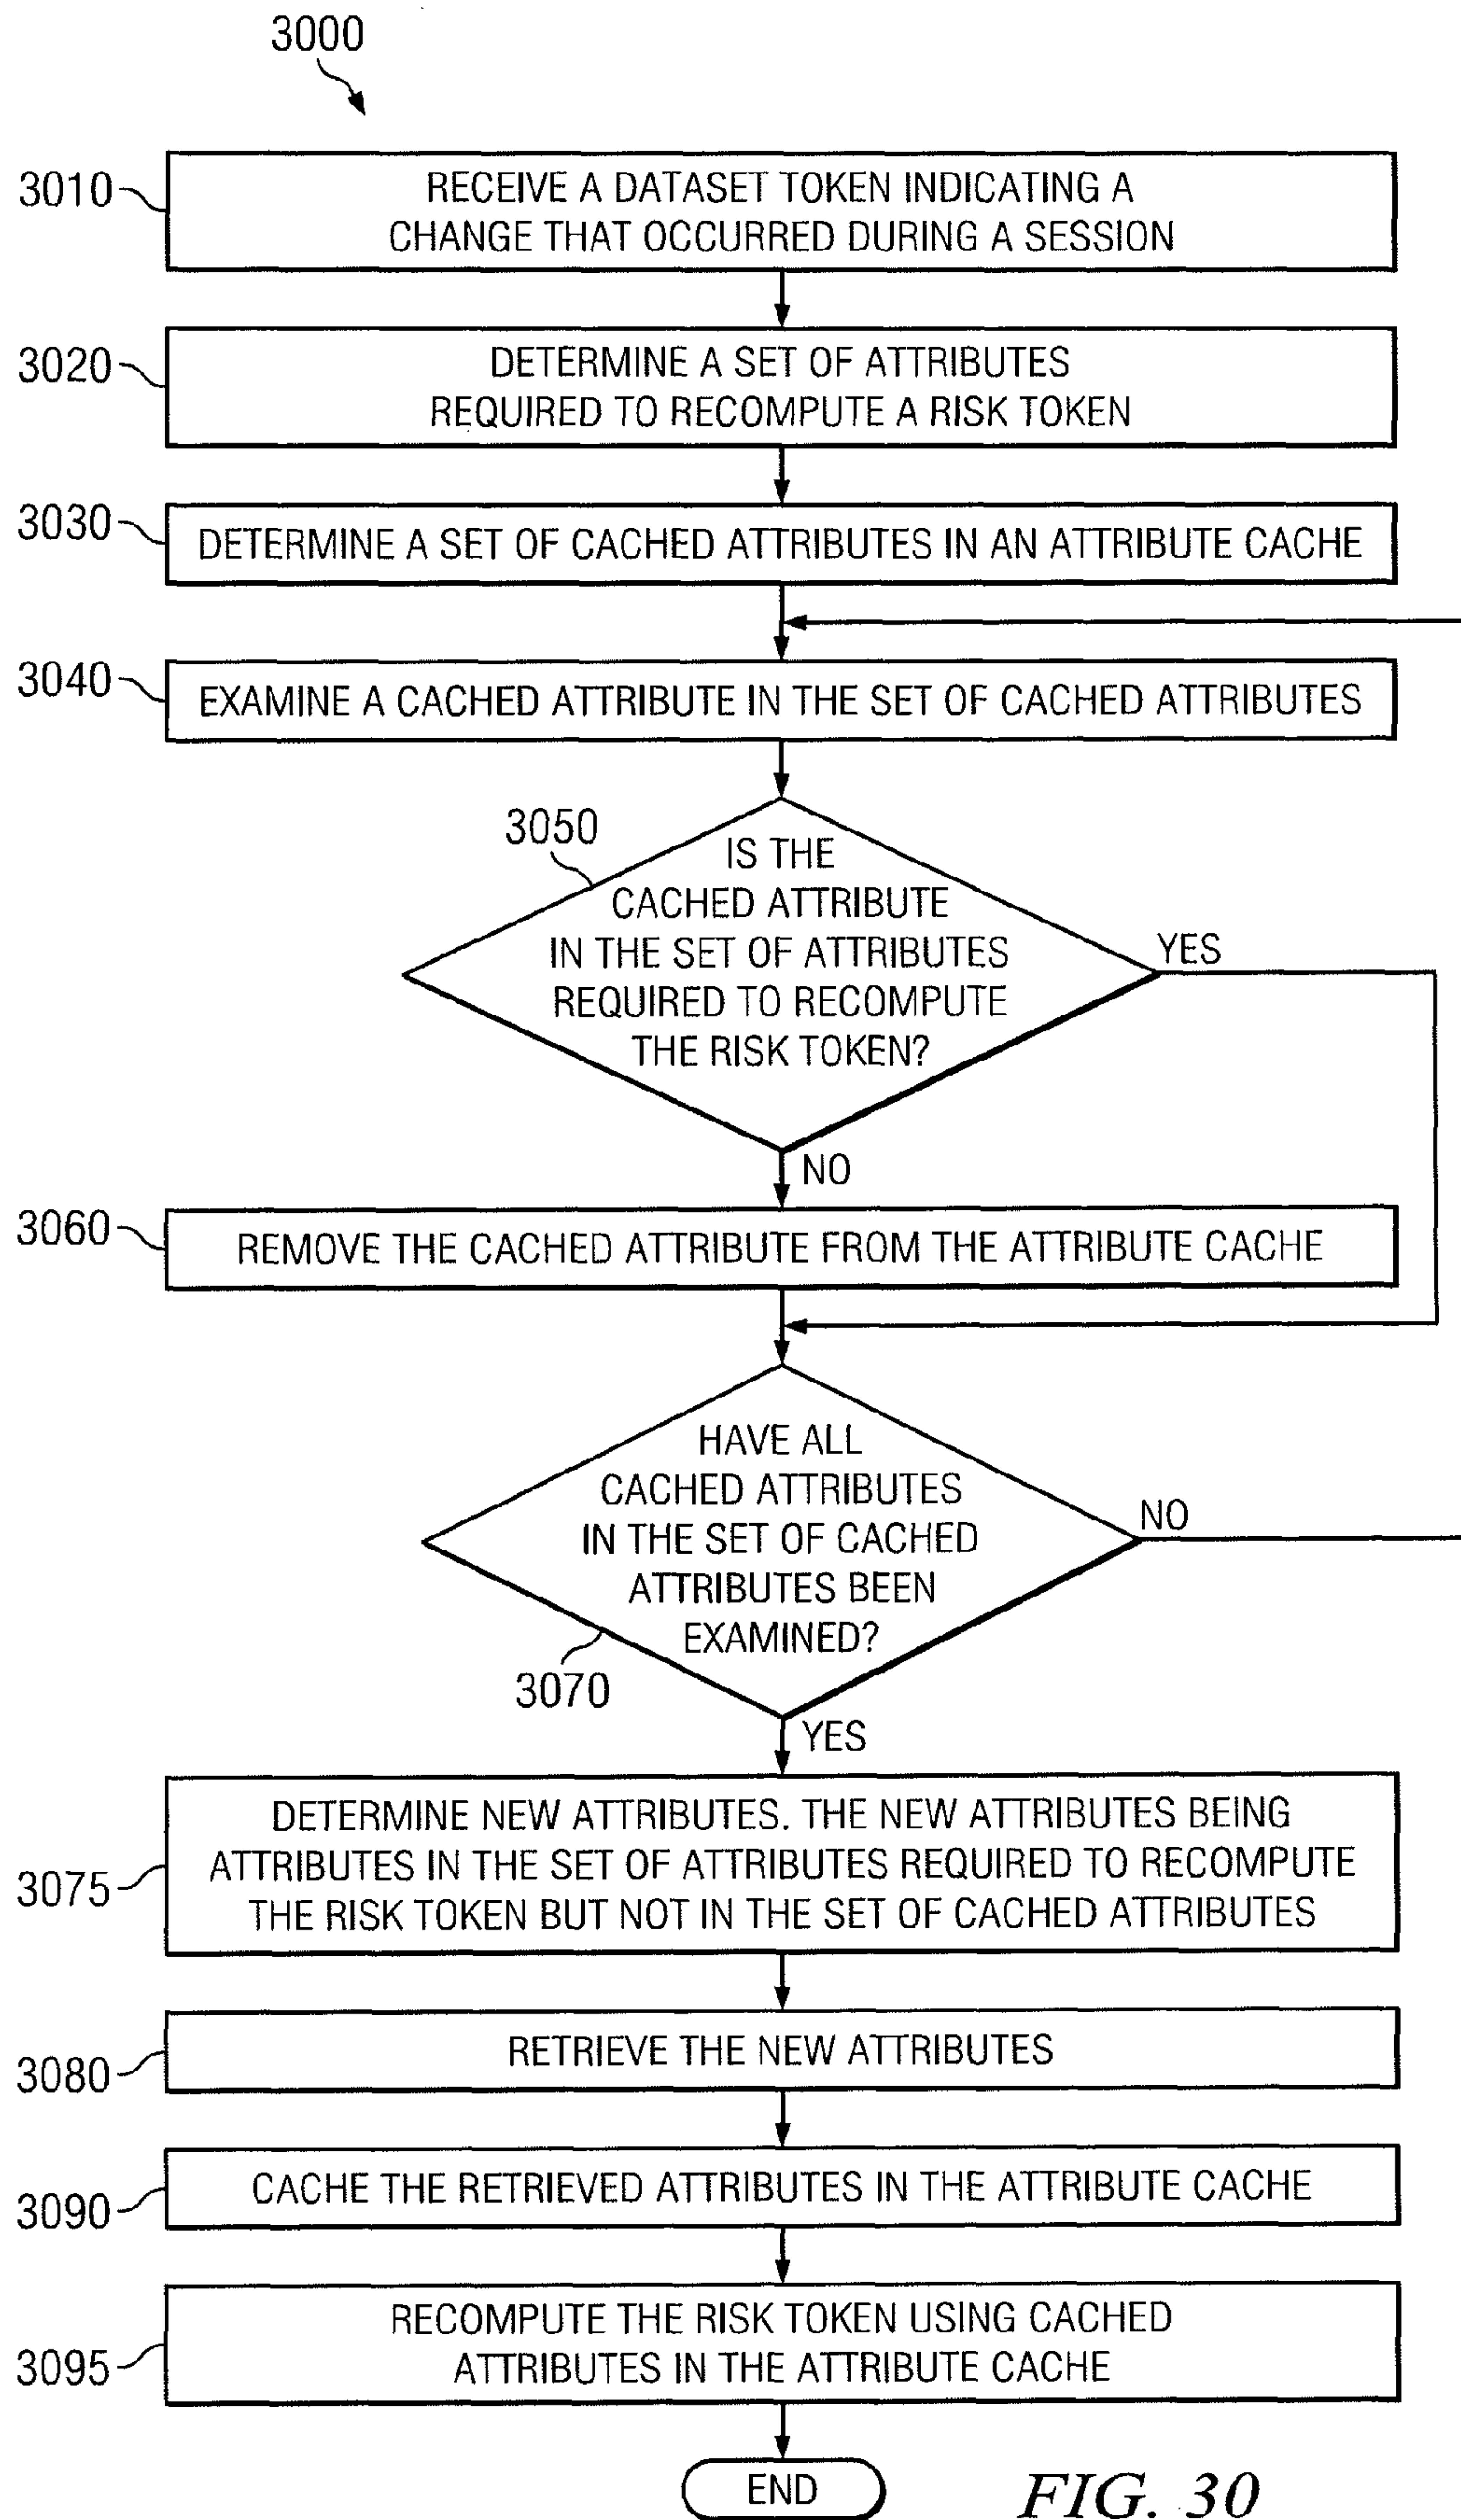 3000
3010
RECEIVE A DATASET TOKEN INDICATING A
CHANGE THAT OCCURRED DURING A SESSION
3020
DETERMINE A SET OF ATTRIBUTES
REQUIRED TO RECOMPUTE A RISK TOKEN
3030
DETERMINE A SET OF CACHED ATTRIBUTES IN AN ATTRIBUTE CACHE
3040
EXAMINE A CACHED ATTRIBUTE IN THE SET OF CACHED ATTRIBUTES
3050
IS THE
CACHED ATTRIBUTE
IN THE SET OF ATTRIBUTES
REQUIRED TO RECOMPUTE
THE RISK TOKEN?
YES
NO
3060
REMOVE THE CACHED ATTRIBUTE FROM THE ATTRIBUTE CACHE
HAVE ALL
CACHED ATTRIBUTES
IN THE SET OF CACHED
ATTRIBUTES BEEN
EXAMINED?
NO
3070
YES
3075
DETERMINE NEW ATTRIBUTES. THE NEW ATTRIBUTES BEING
ATTRIBUTES IN THE SET OF ATTRIBUTES REQUIRED TO RECOMPUTE
THE RISK TOKEN BUT NOT IN THE SET OF CACHED ATTRIBUTES
3080
RETRIEVE THE NEW ATTRIBUTES
3090
CACHE THE RETRIEVED ATTRIBUTES IN THE ATTRIBUTE CACHE
3095
RECOMPUTE THE RISK TOKEN USING CACHED
ATTRIBUTES IN THE ATTRIBUTE CACHE
END
FIG. 30